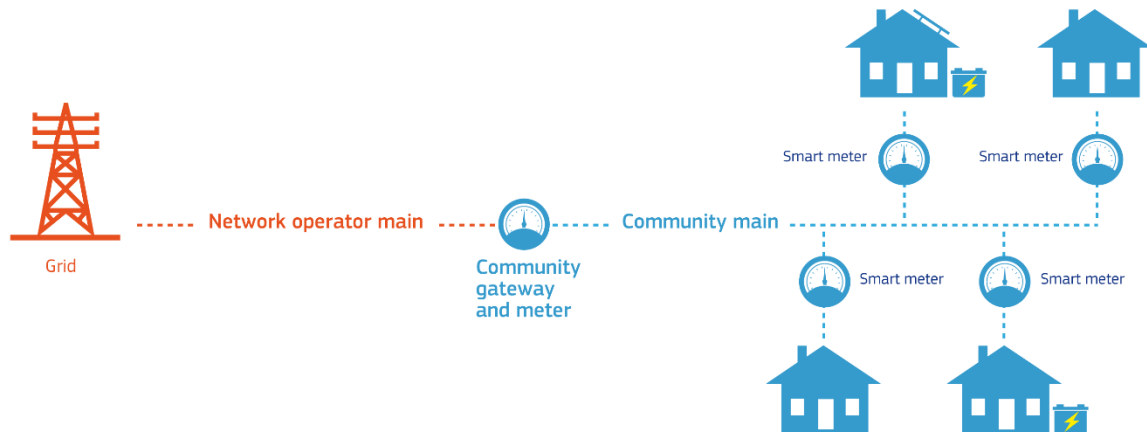 Smart meter
Smart meter
Network operator main
Community main
Grid
Community
gateway
and meter
Smart meter
Smart meter